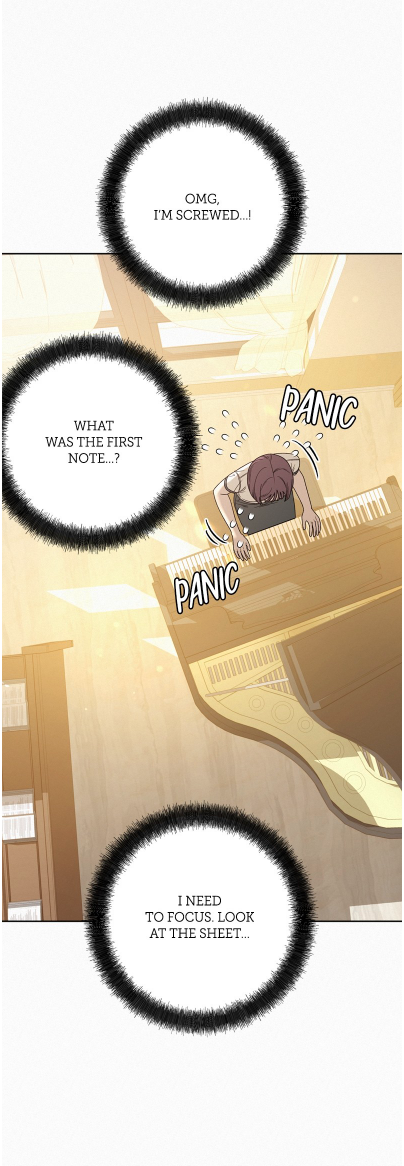 OMG,
I'M SCREWED...!
WHAT
WAS THE FIRST
NOTE...?
PANIC
PANIC
I NEED
TO FOCUS. LOOK
AT THE SHEET...